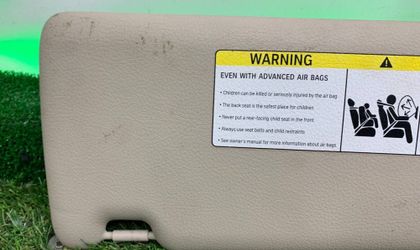 WARNING
EVEN WITH ADVANCED AIR BAGS
• Children can be killed or seriously injured by the air bag
• The back seat is the safest place for children
• Never put a rear-facing child seat in the front
• Always use seat belts and child restraints
• See owner's manual for more information about air bags